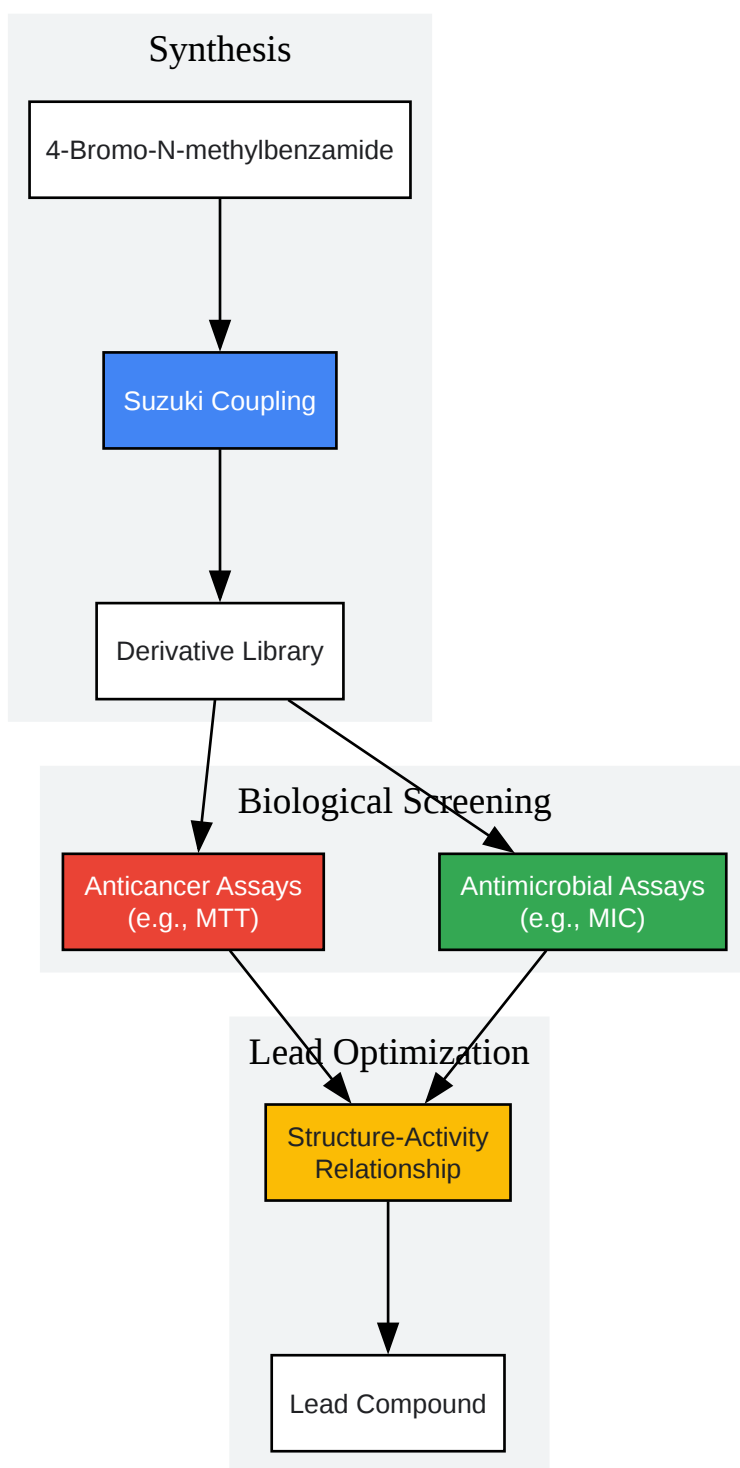 Synthesis
4-Bromo-N-methylbenzamide
Suzuki Coupling
Derivative Library
Biological Screening
Anticancer Assays
(e.g., MTT)
Antimicrobial Assays
(e.g., MIC)
Lead Optimization
Structure-Activity
Relationship
Lead Compound